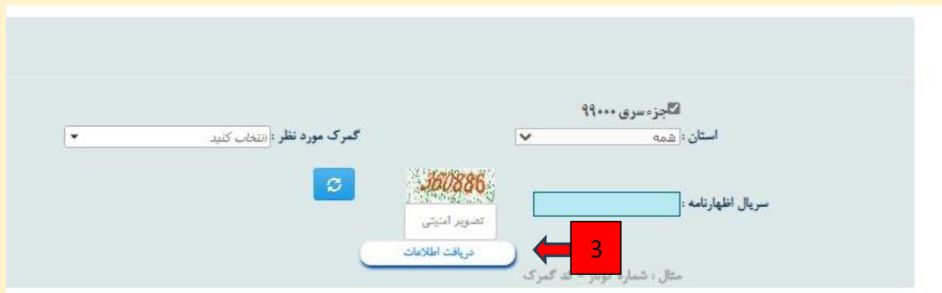 جزء سری ۹۹۰۰۰
استان : همه
گمرک مورد نظر : انتخاب کنید
سریال اظهارنامه :
360886
تصویر امنیتی
دریافت اطلاعات
3
مثال : شماره کوتاژ - کد گمرک